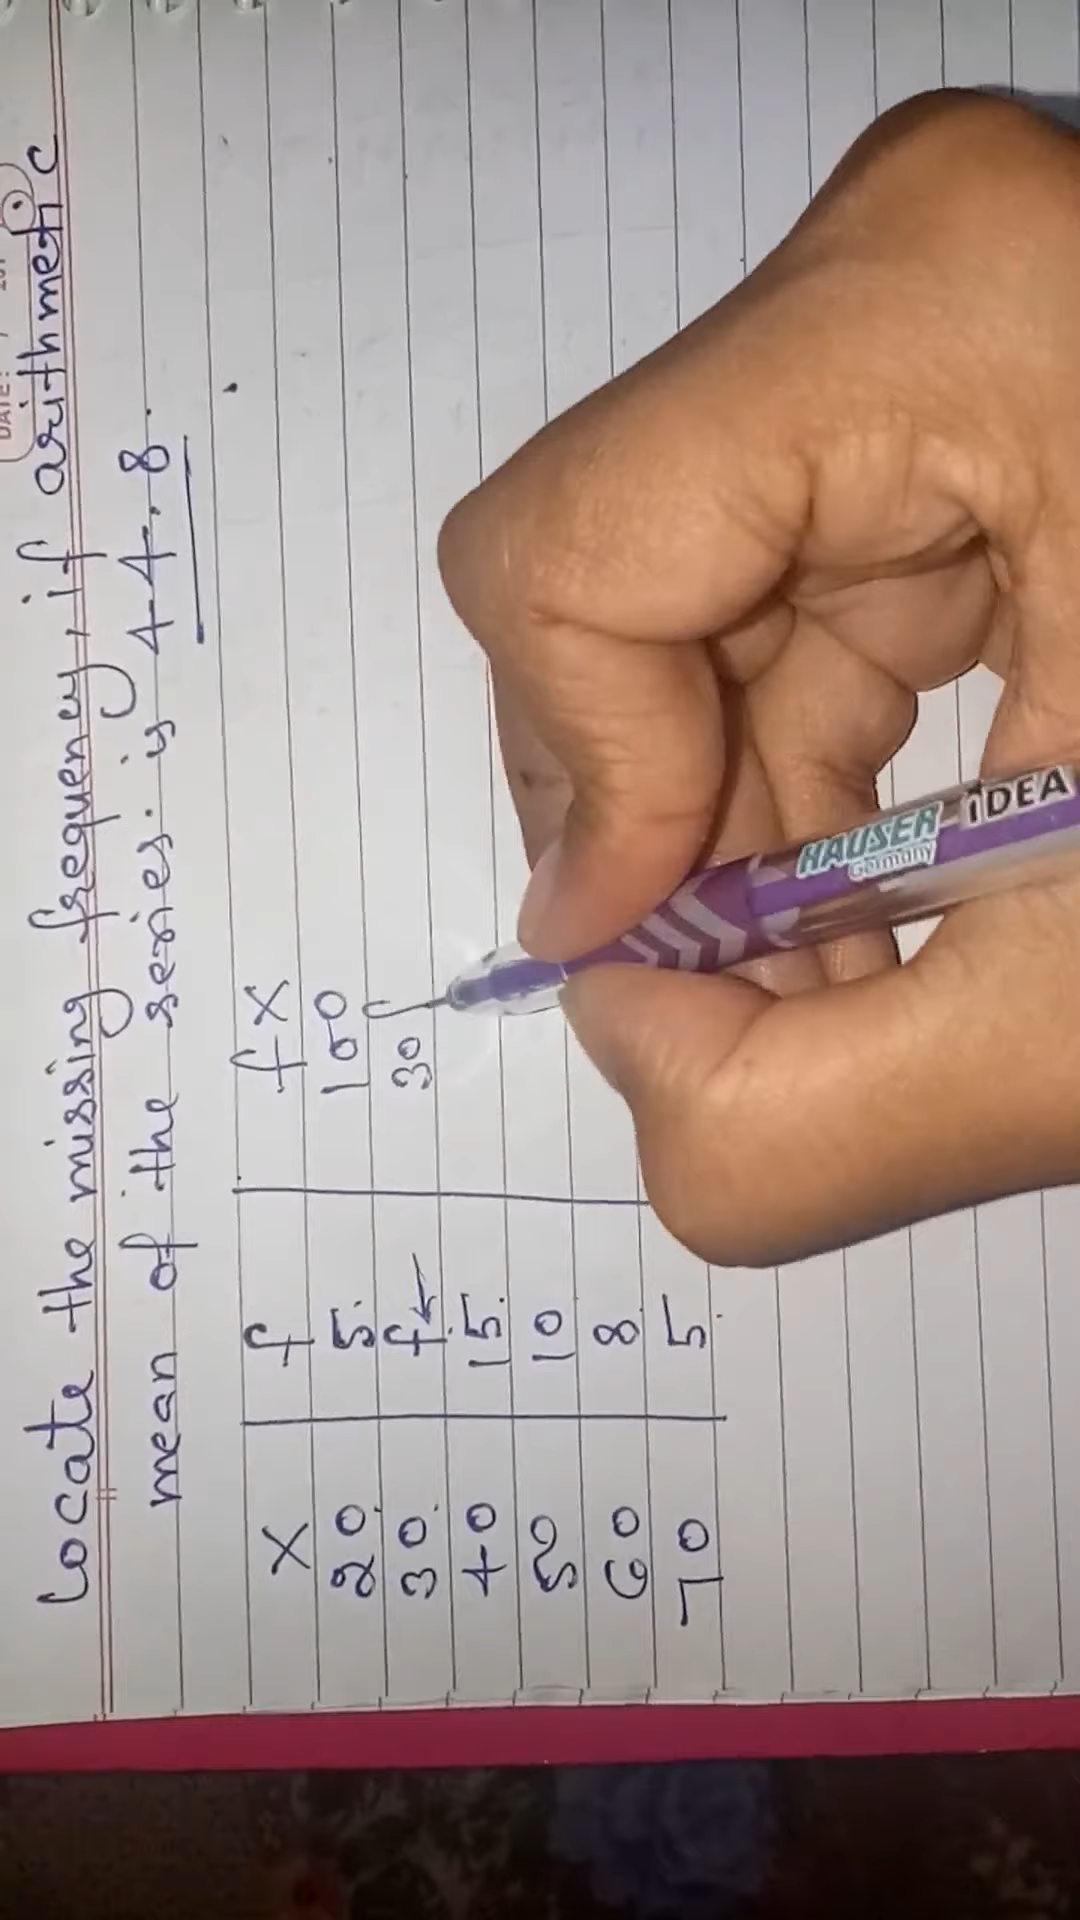 DATE:
Locate the missing frequency, if arithmetic
mean of the series is 44.8.
X f fX
20 5 100
30 f 30f
40 15
50 10
60 8
70 5
HAUSER iDEA
Germany